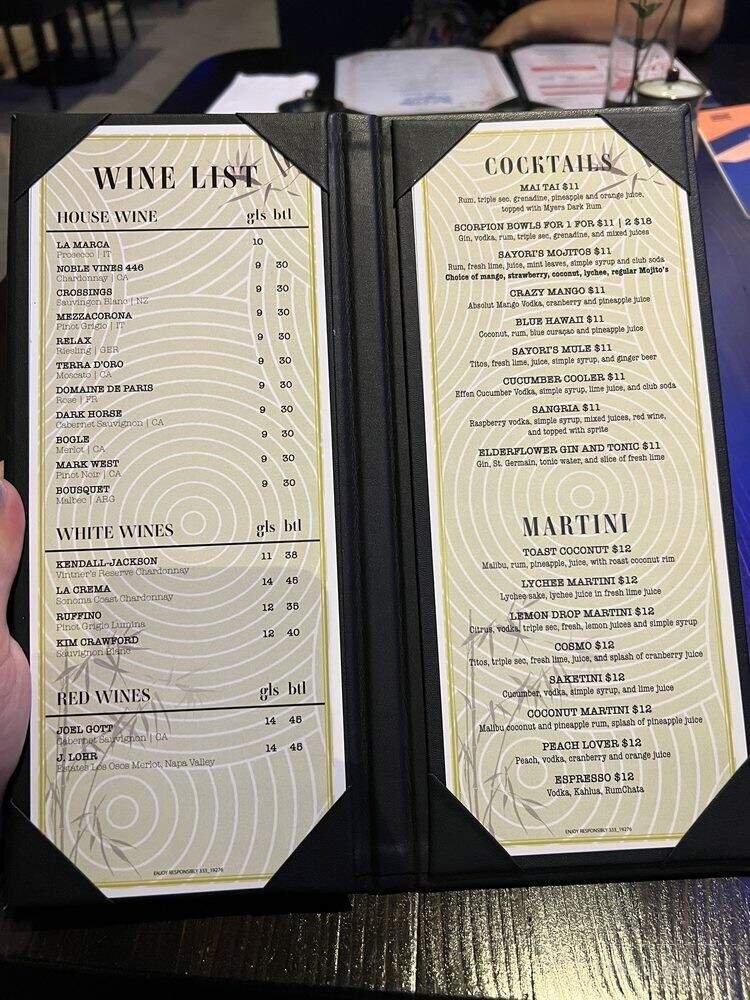 WINE LIST
HOUSE WINE gls btl
LA MARCA 10
Prosecco | IT
NOBLE VINES 446 9 30
Chardonnay | CA
CROSSINGS 9 30
Sauvingon Blanc | NZ
MEZZACORONA 9 30
Pinot Grigio | IT
RELAX 9 30
Riesling | GER
TERRA D'ORO 9 30
Moscato | CA
DOMAINE DE PARIS 9 30
Rose | FR
DARK HORSE 9 30
Cabernet Sauvignon | CA
BOGLE 9 30
Merlot | CA
MARK WEST 9 30
Pinot Noir | CA
BOUSQUET 9 30
Malbec | ARG
WHITE WINES gls btl
KENDALL-JACKSON 11 38
Vintner's Reserve Chardonnay
LA CREMA 14 45
Sonoma Coast Chardonnay
RUFFINO 12 35
Pinot Grigio Lumina
KIM CRAWFORD 12 40
Sauvignon Blanc
RED WINES gls btl
JOEL GOTT 14 45
Cabernet Sauvignon | CA
J. LOHR 14 45
Estates Los Osos Merlot, Napa Valley
ENJOY RESPONSIBLY 333_19276
COCKTAILS
MAI TAI $11
Rum, triple sec, grenadine, pineapple and orange juice,
topped with Myers Dark Rum
SCORPION BOWLS FOR 1 FOR $11 | 2 $18
Gin, vodka, rum, triple sec, grenadine, and mixed juices
SAYORI'S MOJITOS $11
Rum, fresh lime, juice, mint leaves, simple syrup and club soda
Choice of mango, strawberry, coconut, lychee, regular Mojito's
CRAZY MANGO $11
Absolut Mango Vodka, cranberry and pineapple juice
BLUE HAWAII $11
Coconut, rum, blue curaçao and pineapple juice
SAYORI'S MULE $11
Titos, fresh lime, juice, simple syrup, and ginger beer
CUCUMBER COOLER $11
Effen Cucumber Vodka, simple syrup, lime juice, and club soda
SANGRIA $11
Raspberry vodka, simple syrup, mixed juices, red wine,
and topped with sprite
ELDERFLOWER GIN AND TONIC $11
Gin, St. Germain, tonic water, and slice of fresh lime
MARTINI
TOAST COCONUT $12
Malibu, rum, pineapple, juice, with roast coconut rim
LYCHEE MARTINI $12
Lychee sake, lychee juice in fresh lime juice
LEMON DROP MARTINI $12
Citrus, vodka, triple sec, fresh, lemon juices and simple syrup
COSMO $12
Titos, triple sec, fresh lime, juice, and splash of cranberry juice
SAKETINI $12
Cucumber, vodka, simple syrup, and lime juice
COCONUT MARTINI $12
Malibu coconut and pineapple rum, splash of pineapple juice
PEACH LOVER $12
Peach, vodka, cranberry and orange juice
ESPRESSO $12
Vodka, Kahlua, RumChata
ENJOY RESPONSIBLY 333_19276